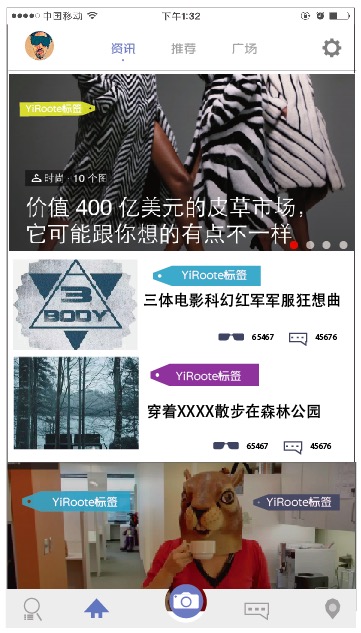 中国移动
下午1:32
资讯
推荐
广场
YiRoote标签
时尚 · 10 个图
价值 400 亿美元的皮草市场，
它可能跟你想的有点不一样
3
BODY
YiRoote标签
三体电影科幻红军军服狂想曲
65467
45676
YiRoote标签
穿着XXXX散步在森林公园
65467
45676
YiRoote标签
YiRoote标签